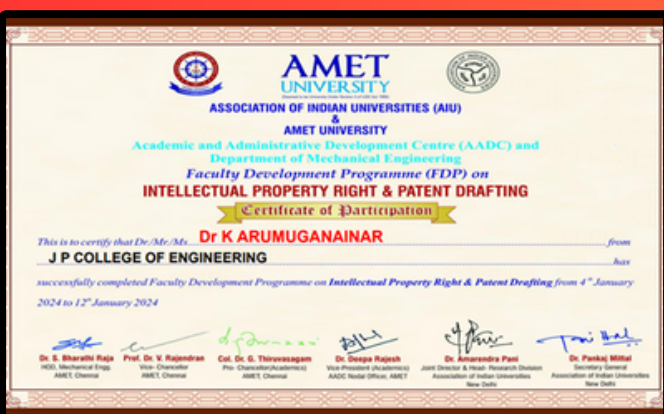 AMET
UNIVERSITY
ASSOCIATION OF INDIAN UNIVERSITIES (AIU)
&
AMET UNIVERSITY
Academic and Administrative Development Centre (AADC) and
Department of Mechanical Engineering
Faculty Development Programme (FDP) on
INTELLECTUAL PROPERTY RIGHT & PATENT DRAFTING
Certificate of Participation
This is to certify that Dr./Mr./Ms Dr K ARUMUGANAINAR from
J P COLLEGE OF ENGINEERING has
successfully completed Faculty Development Programme on Intellectual Property Right & Patent Drafting from 4th January
2024 to 12th January 2024
Dr. S. Bharathi Raja Prof. Dr. V. Rajendran Col. Dr. G. Thiruvasagam Dr. Deepa Rajesh Dr. Amarendra Pani Dr. Pankaj Mittal
HOD, Mechanical Engg. Vice- Chancellor Pro- Chancellor(Academics) Vice-President (Academics) Joint Director & Head- Research Division Secretary General
AMET, Chennai AMET, Chennai AMET, Chennai AADC Nodal Officer, AMET Association of Indian Universities Association of Indian Universities
New Delhi New Delhi